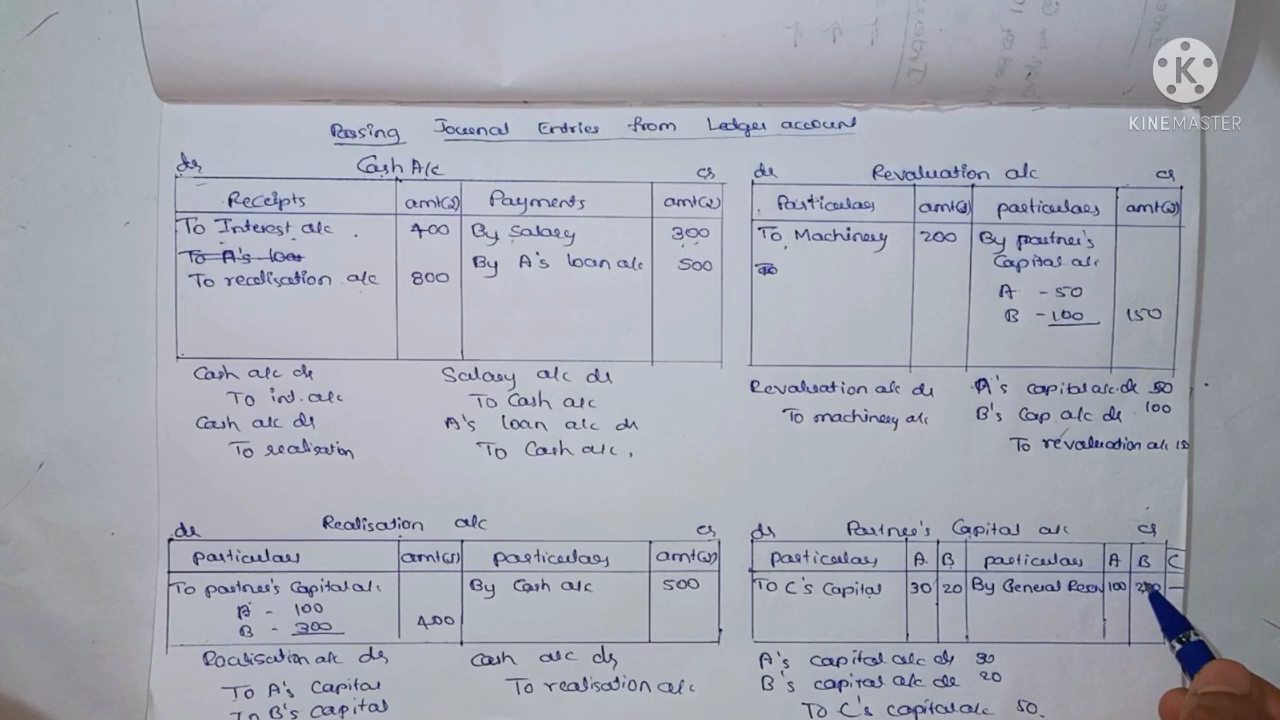 KINEMASTER
Passing Journal Entries from Ledger account
dr Cash A/c cr
Receipts amt(₹) Payments amt(₹)
To Interest a/c 400 By Salary 300
To A's loan
By A's loan a/c 500
To realisation a/c 800
Cash a/c dr Salary a/c dr
To int. a/c To Cash a/c
Cash a/c dr A's loan a/c dr
To realisation To Cash a/c,
dr Revaluation a/c cr
Particulars amt(₹) particulars amt(₹)
To Machinery 200 By partner's
Capital a/c
A - 50
B - 100 150
Revaluation a/c dr A's capital a/c. dr 50
To machinery a/c B's Cap a/c dr 100
To revaluation a/c
dr Realisation a/c cr
particulars amt(₹) particulars amt(₹)
To partner's Capital a/c By Cash a/c 500
A - 100
B - 300 400
Realisation a/c dr Cash a/c dr
To A's Capital To realisation a/c
To B's Capital
dr Partner's Capital a/c cr
particulars A B particulars A B C
To C's Capital 30 20 By General 100
A's capital a/c dr 30
B's capital a/c dr 20
To C's capital a/c 50.